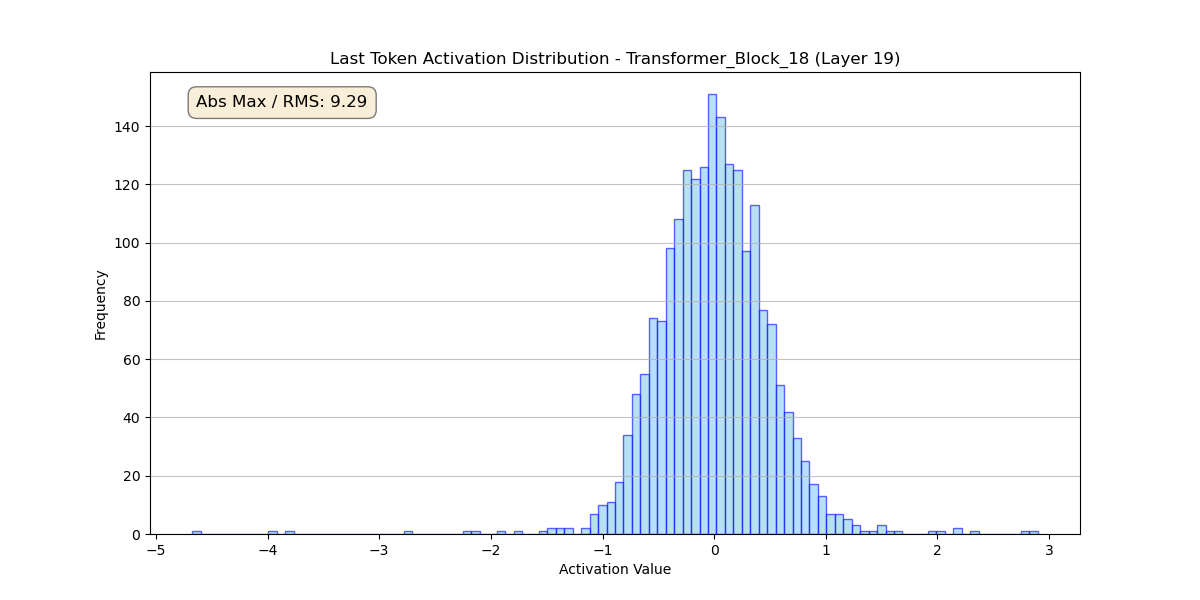 Last Token Activation Distribution - Transformer_Block_18 (Layer 19)
Abs Max / RMS: 9.29
140
120
100
80
60
40
20
0
Frequency
−5 −4 −3 −2 −1 0 1 2 3
Activation Value